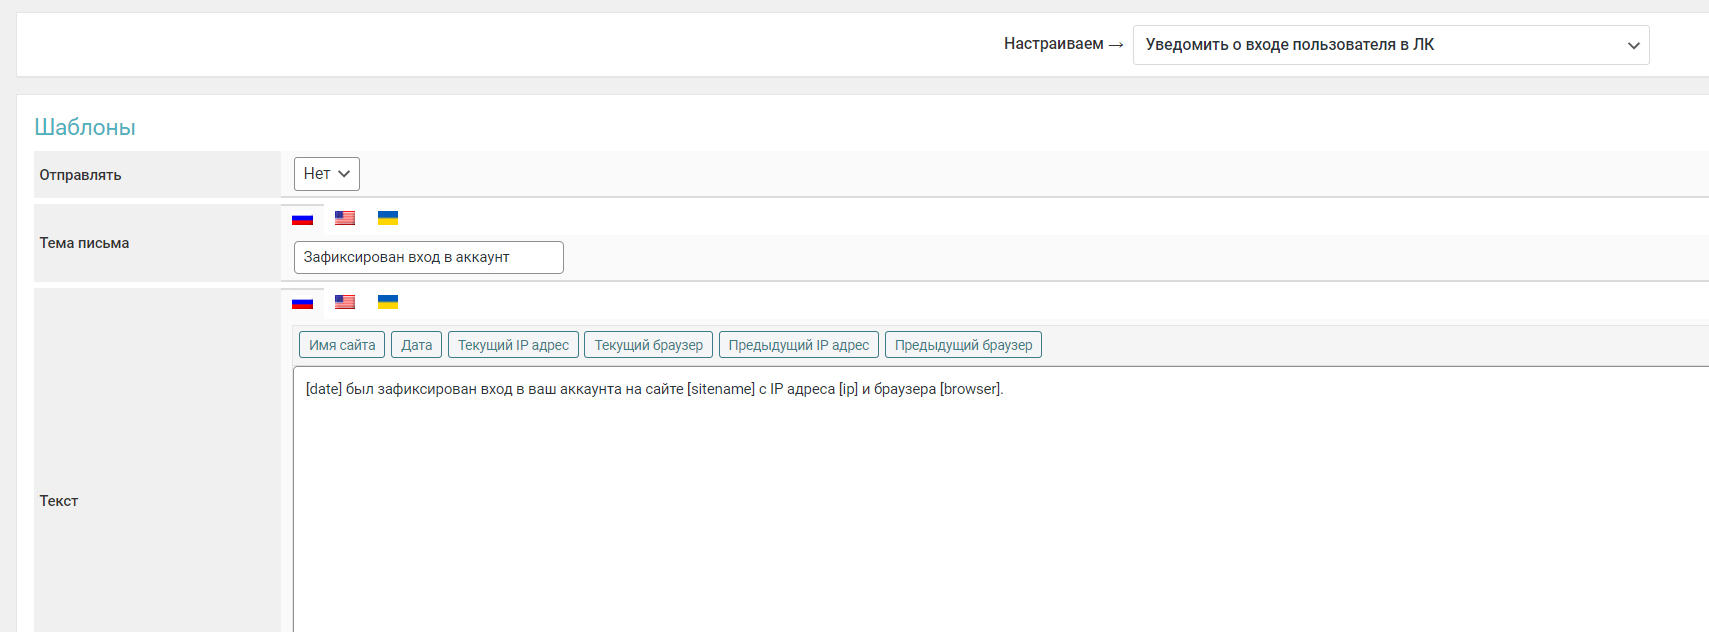 Настраиваем → Уведомить о входе пользователя в ЛК
Шаблоны
Отправлять Нет
Тема письма
Зафиксирован вход в аккаунт
Имя сайта Дата Текущий IP адрес Текущий браузер Предыдущий IP адрес Предыдущий браузер
[date] был зафиксирован вход в ваш аккаунта на сайте [sitename] с IP адреса [ip] и браузера [browser].
Текст